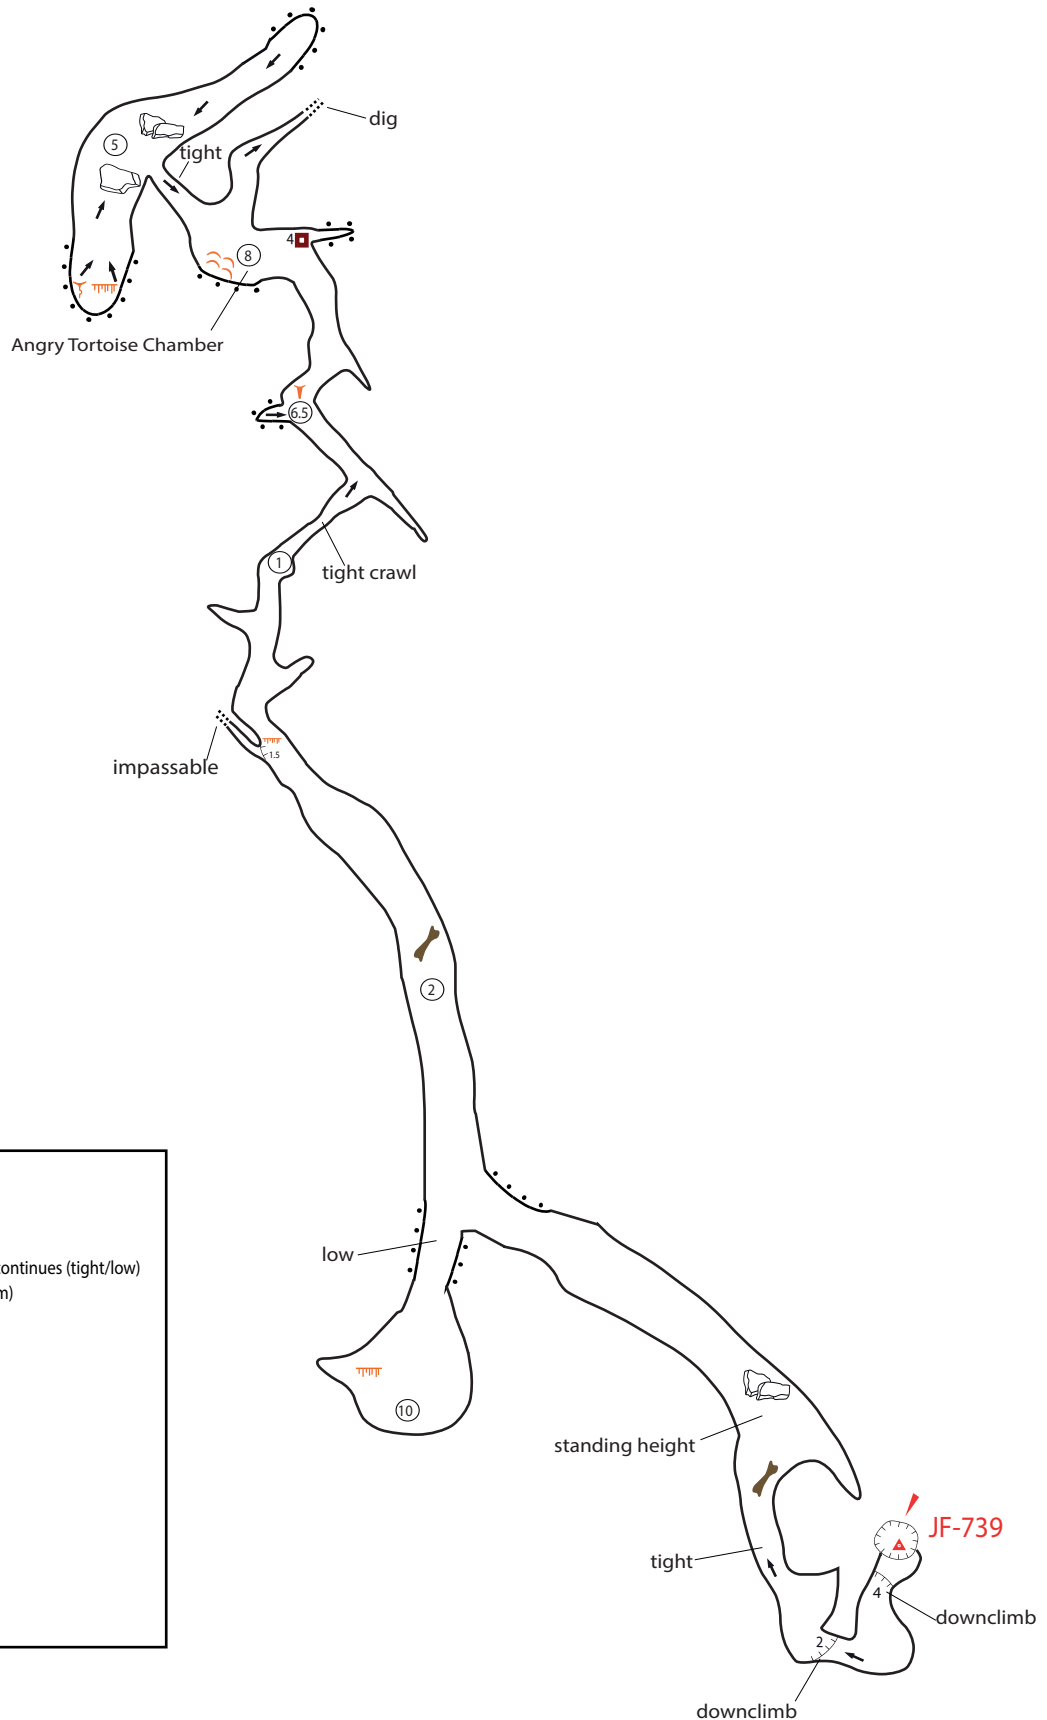 dig
5
tight
4
8
Angry Tortoise Chamber
6.5
1
tight crawl
1.5
impassable
2
low
ontinues (tight/low)
m)
10
standing height
JF-739
tight
4
downclimb
2
downclimb